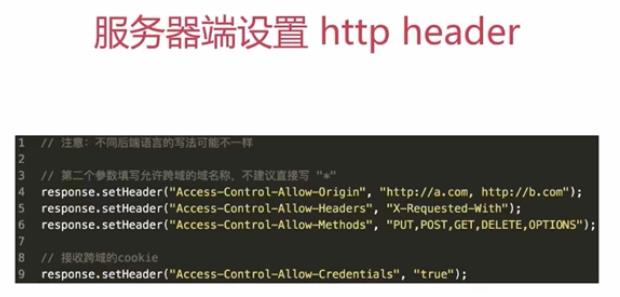 服务器端设置 http header
1 // 注意：不同后端语言的写法可能不一样
2
3 // 第二个参数填写允许跨域的域名称，不建议直接写 "*"
4 response.setHeader("Access-Control-Allow-Origin", "http://a.com, http://b.com");
5 response.setHeader("Access-Control-Allow-Headers", "X-Requested-With");
6 response.setHeader("Access-Control-Allow-Methods", "PUT,POST,GET,DELETE,OPTIONS");
7
8 // 接收跨域的cookie
9 response.setHeader("Access-Control-Allow-Credentials", "true");